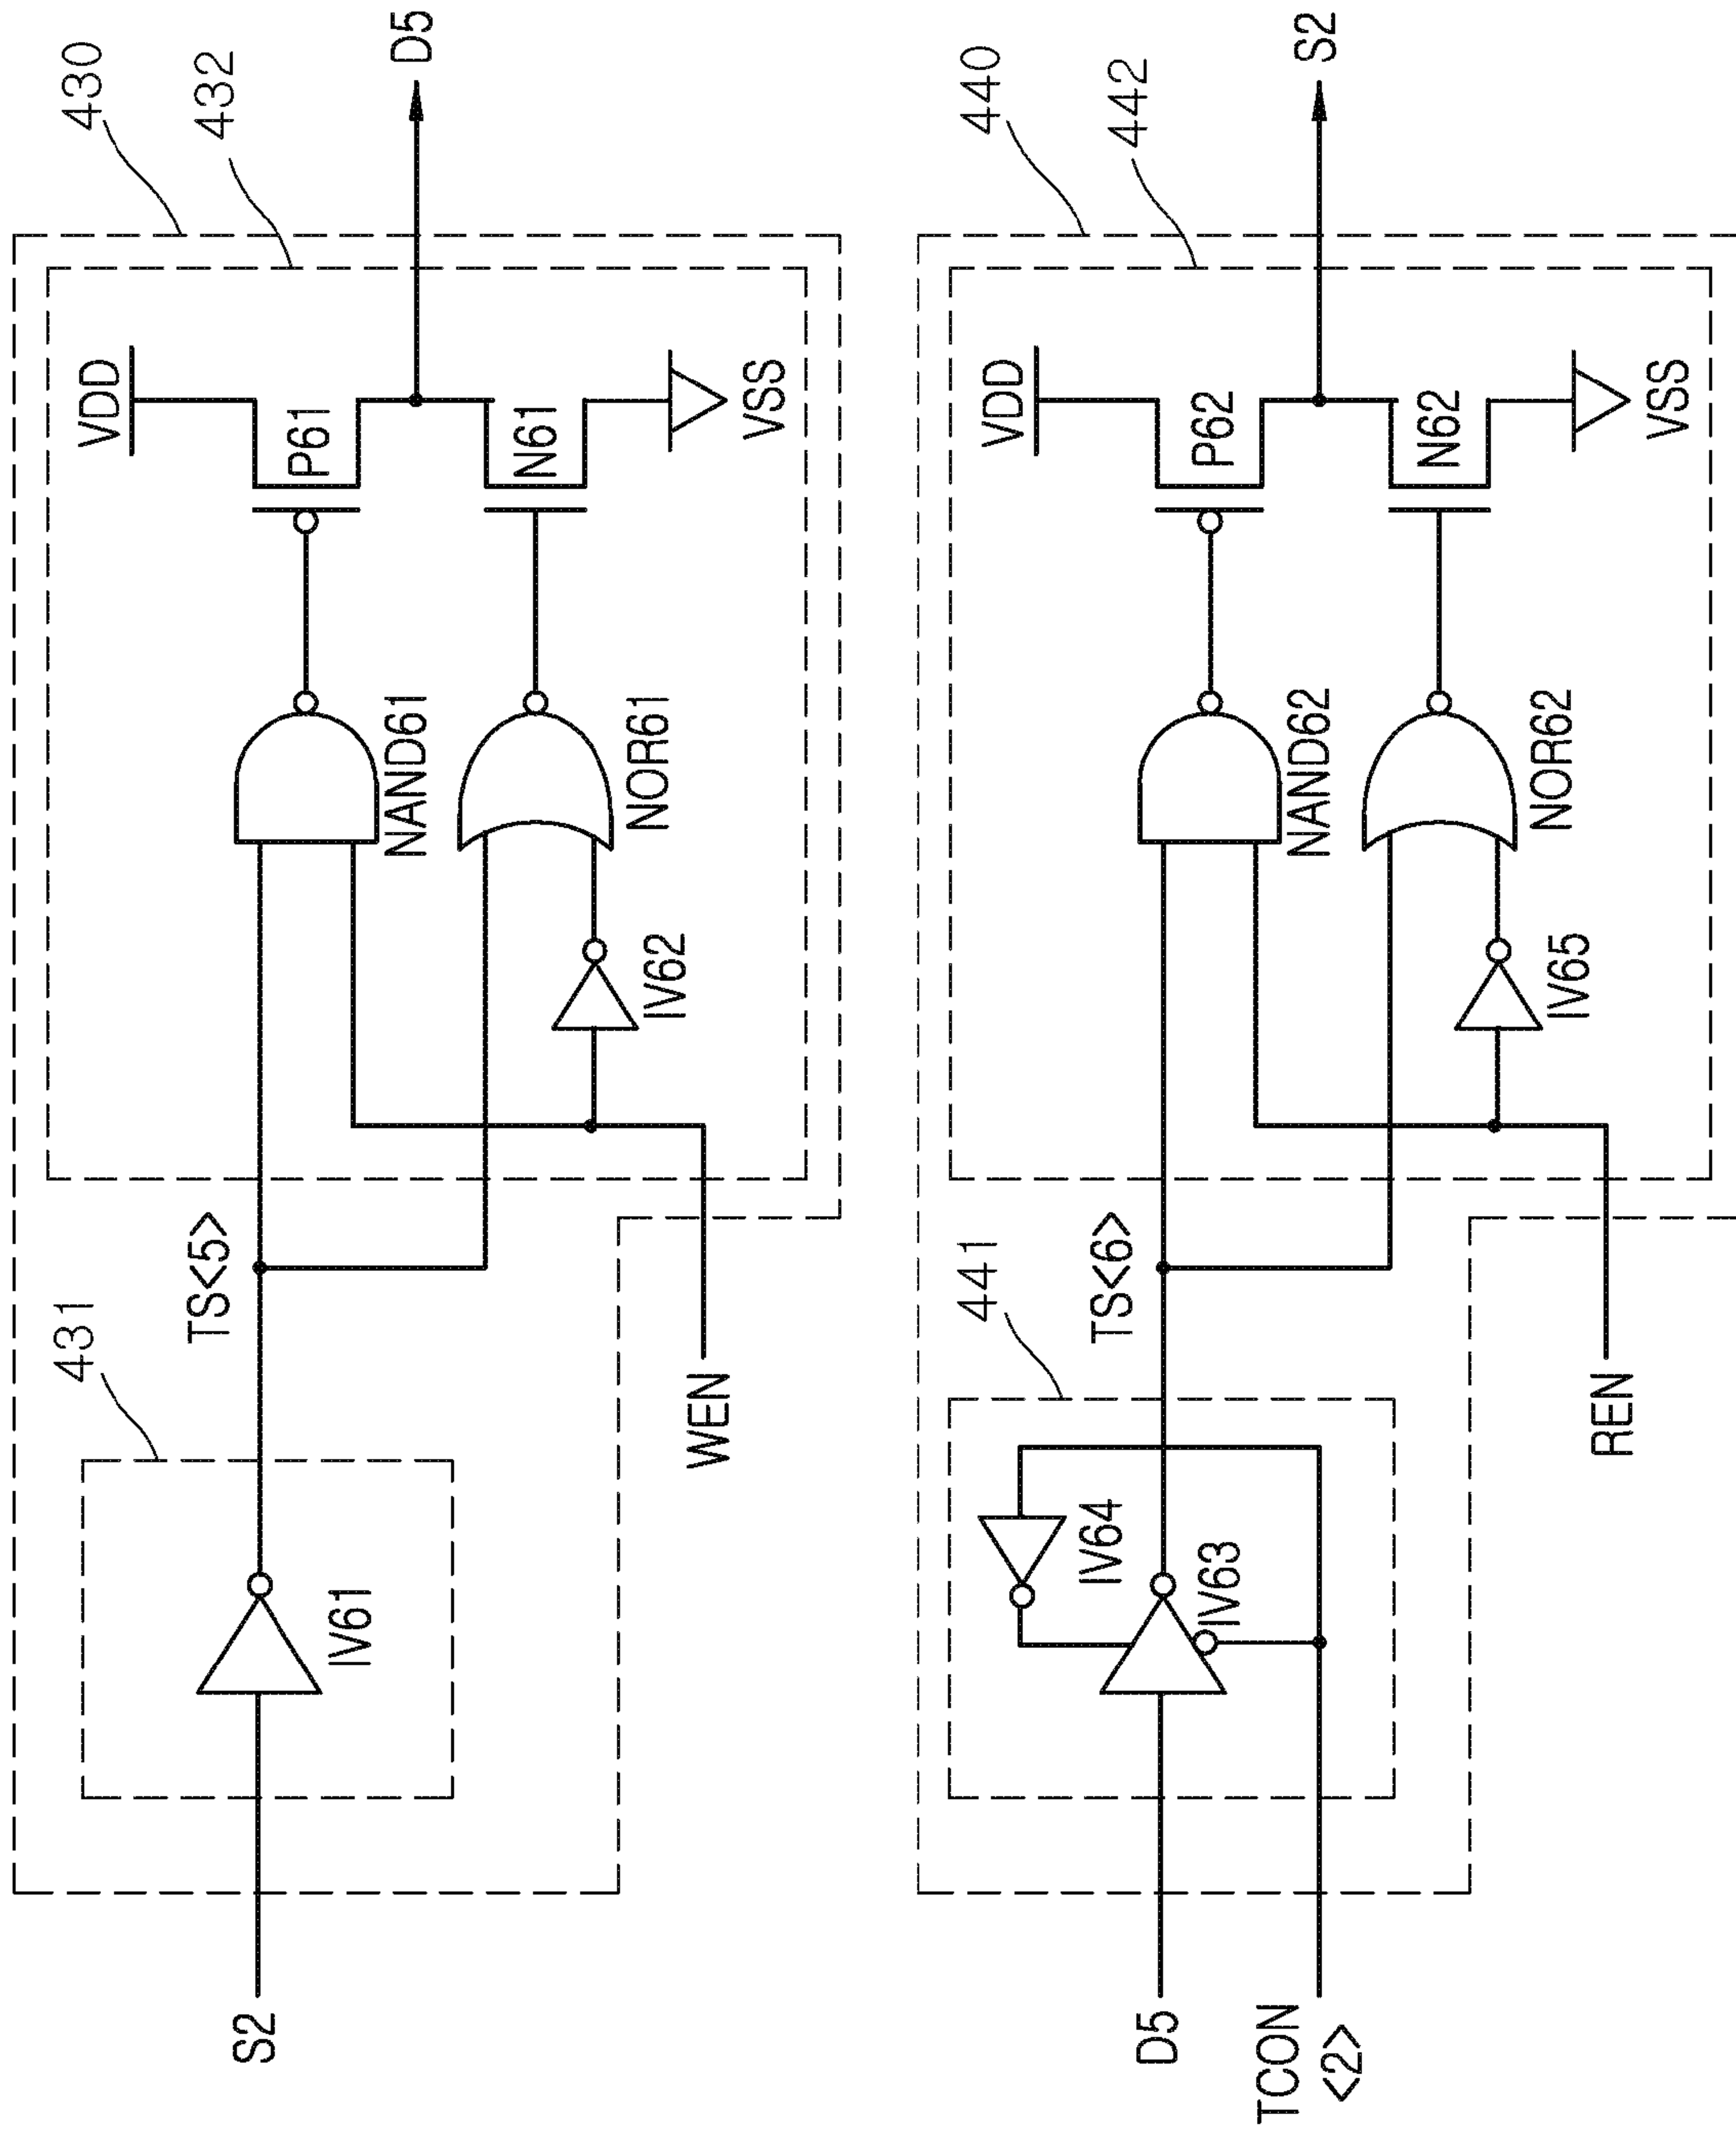 430
432
431
VDD
P61
D5
TS<5>
NAND61
N61
S2
IV61
NOR61
IV62
VSS
WEN
440
442
441
VDD
P62
S2
TS<6>
NAND62
N62
IV64
D5
IV63
NOR62
TCON
<2>
IV65
VSS
REN